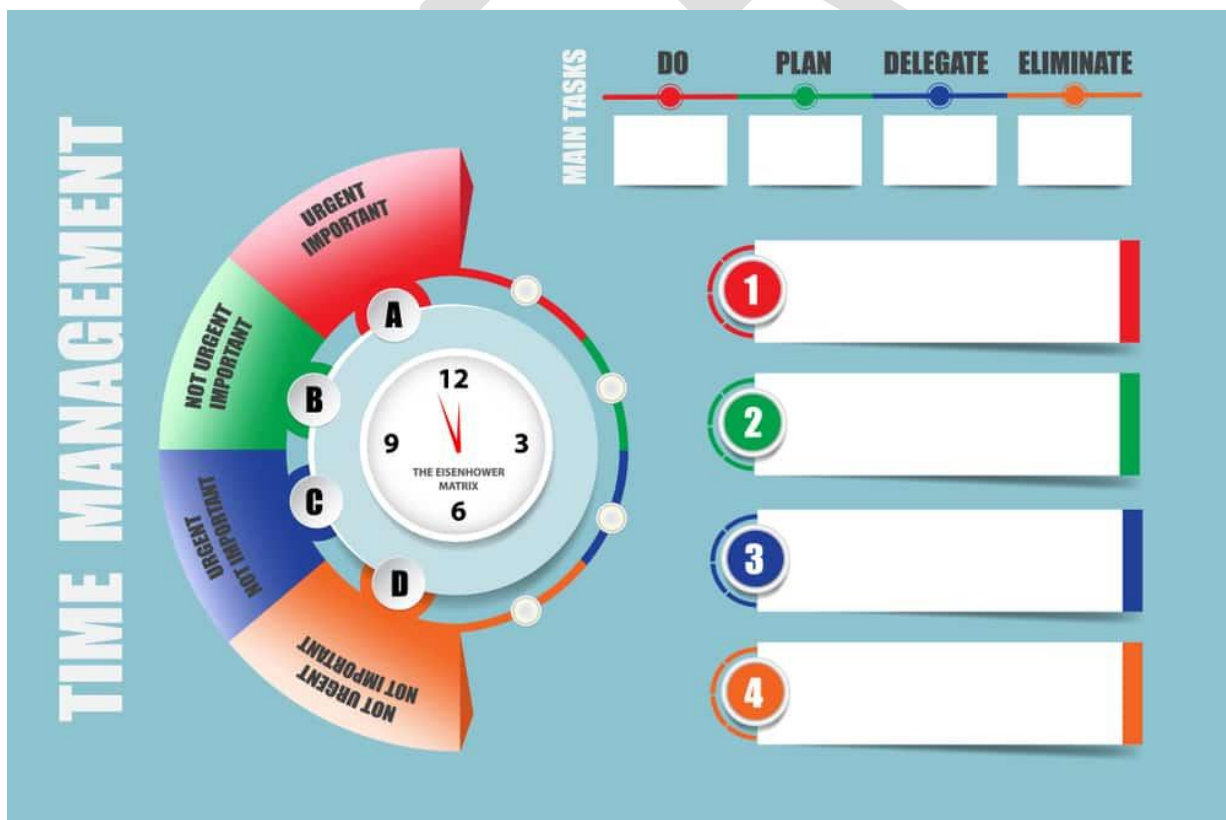 TIME MANAGEMENT
MAIN TASKS
DO
PLAN
DELEGATE
ELIMINATE
URGENT
IMPORTANT
NOT URGENT
IMPORTANT
URGENT
NOT IMPORTANT
NOT URGENT
NOT IMPORTANT
A
B
C
D
12
9
3
THE EISENHOWER
MATRIX
6
1
2
3
4